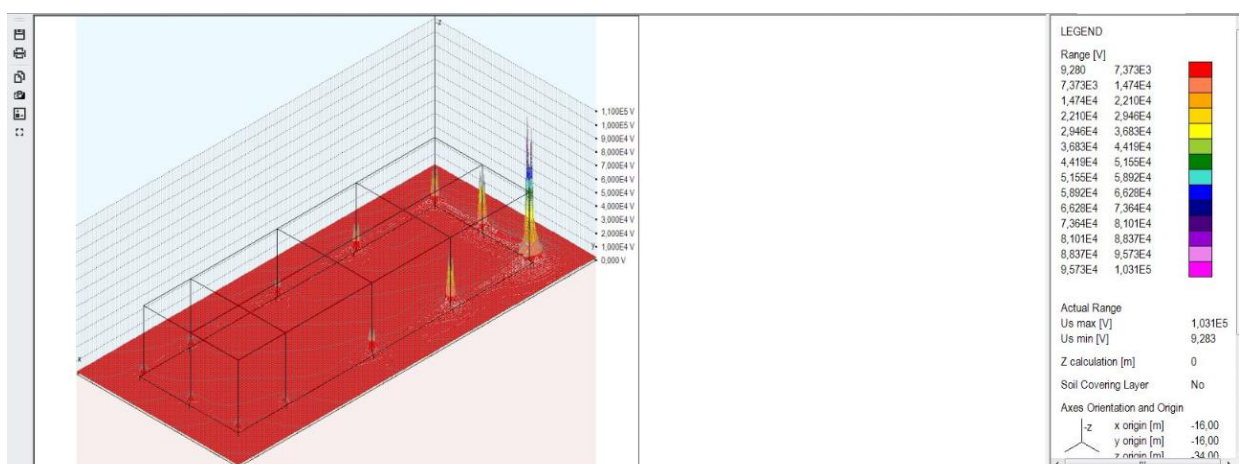 -z
1,100E5 V
1,000E5 V
9,000E4 V
8,000E4 V
7,000E4 V
6,000E4 V
5,000E4 V
4,000E4 V
3,000E4 V
2,000E4 V
1,000E4 V
0,000 V
y
x
LEGEND
Range [V]
9,280 7,373E3
7,373E3 1,474E4
1,474E4 2,210E4
2,210E4 2,946E4
2,946E4 3,683E4
3,683E4 4,419E4
4,419E4 5,155E4
5,155E4 5,892E4
5,892E4 6,628E4
6,628E4 7,364E4
7,364E4 8,101E4
8,101E4 8,837E4
8,837E4 9,573E4
9,573E4 1,031E5
Actual Range
Us max [V] 1,031E5
Us min [V] 9,283
Z calculation [m] 0
Soil Covering Layer No
Axes Orientation and Origin
-Z x origin [m] -16,00
y origin [m] -16,00
z origin [m] -34,00